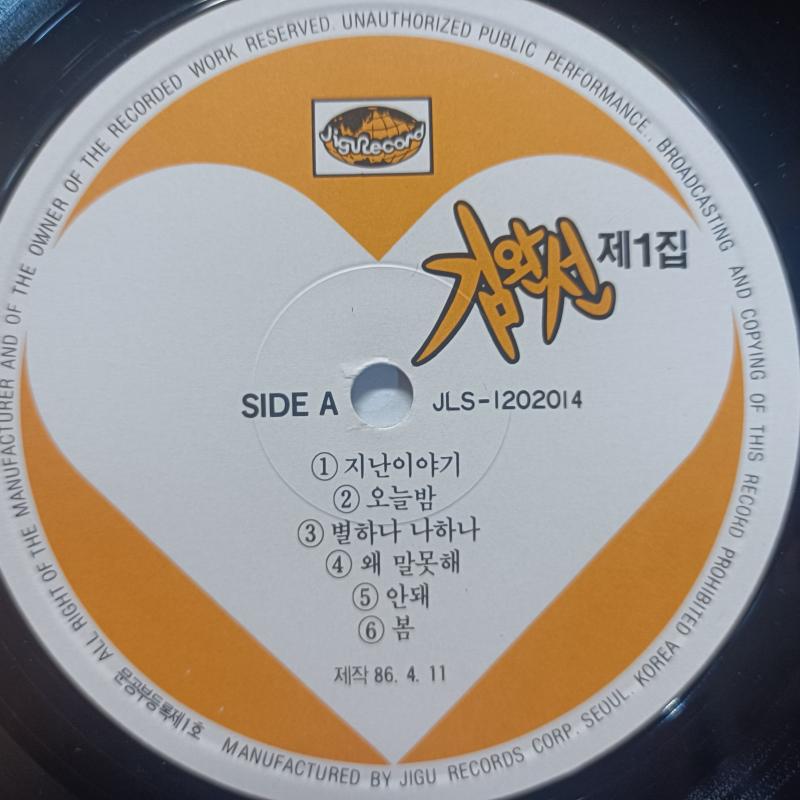 JiguRecord
김완선 제1집
SIDE A JLS-1202014
① 지난이야기
② 오늘밤
③ 별하나 나하나
④ 왜 말못해
⑤ 안돼
⑥ 봄
제작 86. 4. 11
ALL RIGHT OF THE MANUFACTURER AND OF THE OWNER OF THE RECORDED WORK RESERVED. UNAUTHORIZED PUBLIC PERFORMANCE., BROADCASTING AND COPYING OF THIS RECORD PROHIBITED
문공부등록제1호 MANUFACTURED BY JIGU RECORDS CORP. SEOUL. KOREA